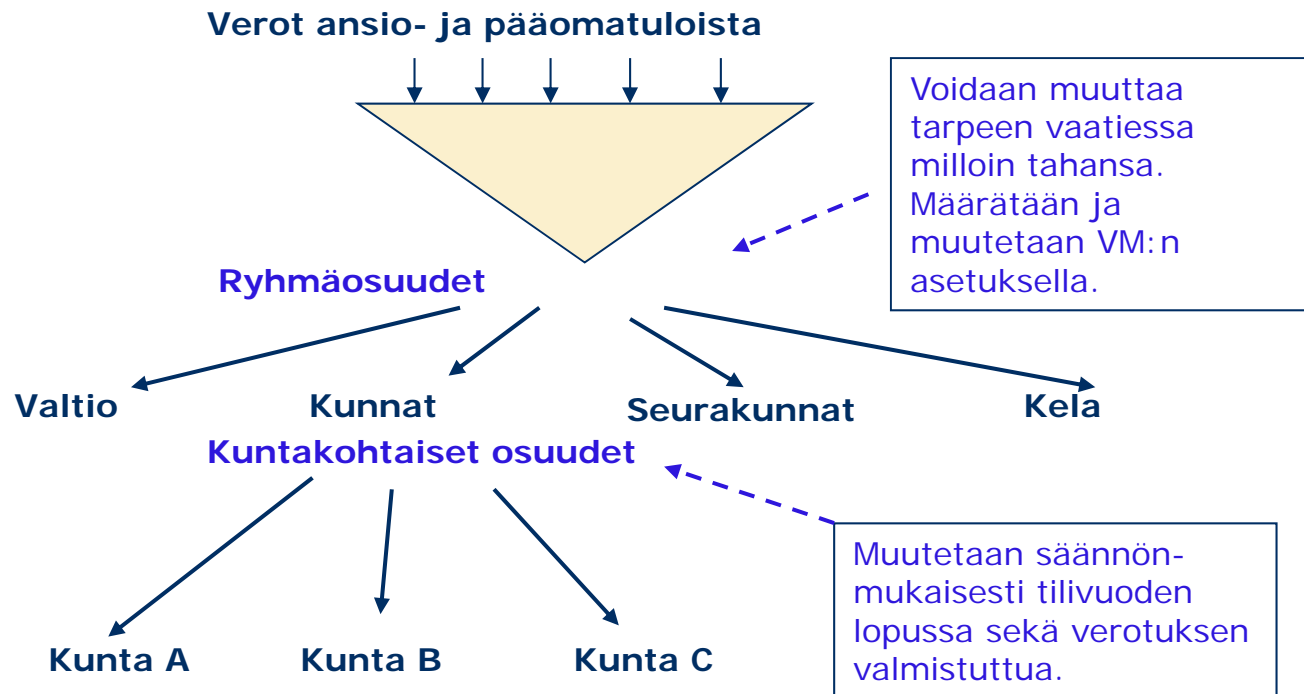 Verot ansio- ja pääomatuloista
Voidaan muuttaa
tarpeen vaatiessa
milloin tahansa.
Määrätään ja
muutetaan VM:n
asetuksella.
Ryhmäosuudet
Valtio Kunnat Seurakunnat Kela
Kuntakohtaiset osuudet
Muutetaan säännön-
mukaisesti tilivuoden
lopussa sekä verotuksen
valmistuttua.
Kunta A Kunta B Kunta C